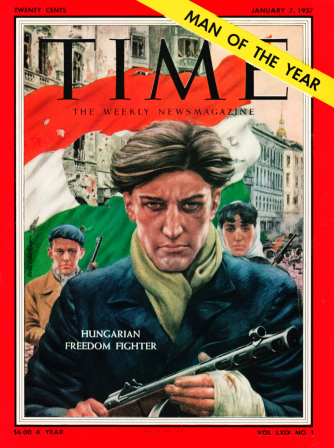 TWENTY CENTS
JANUARY 7, 1957
MAN OF THE YEAR
TIME
THE WEEKLY NEWSMAGAZINE
HUNGARIAN
FREEDOM FIGHTER
$6.00 A YEAR
VOL. LXIX NO. 1